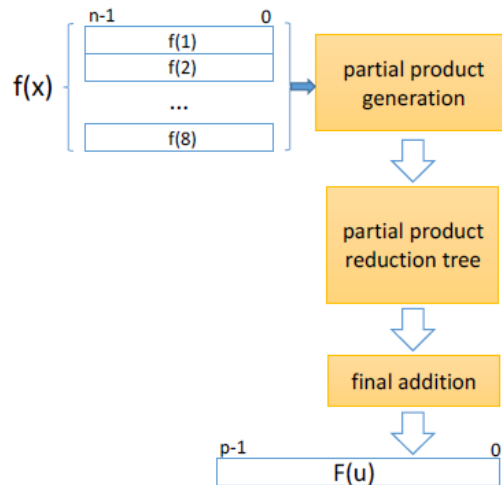 n-1 0
f(1)
f(2)
f(x)
...
f(8)
partial product
generation
partial product
reduction tree
final addition
p-1 0
F(u)